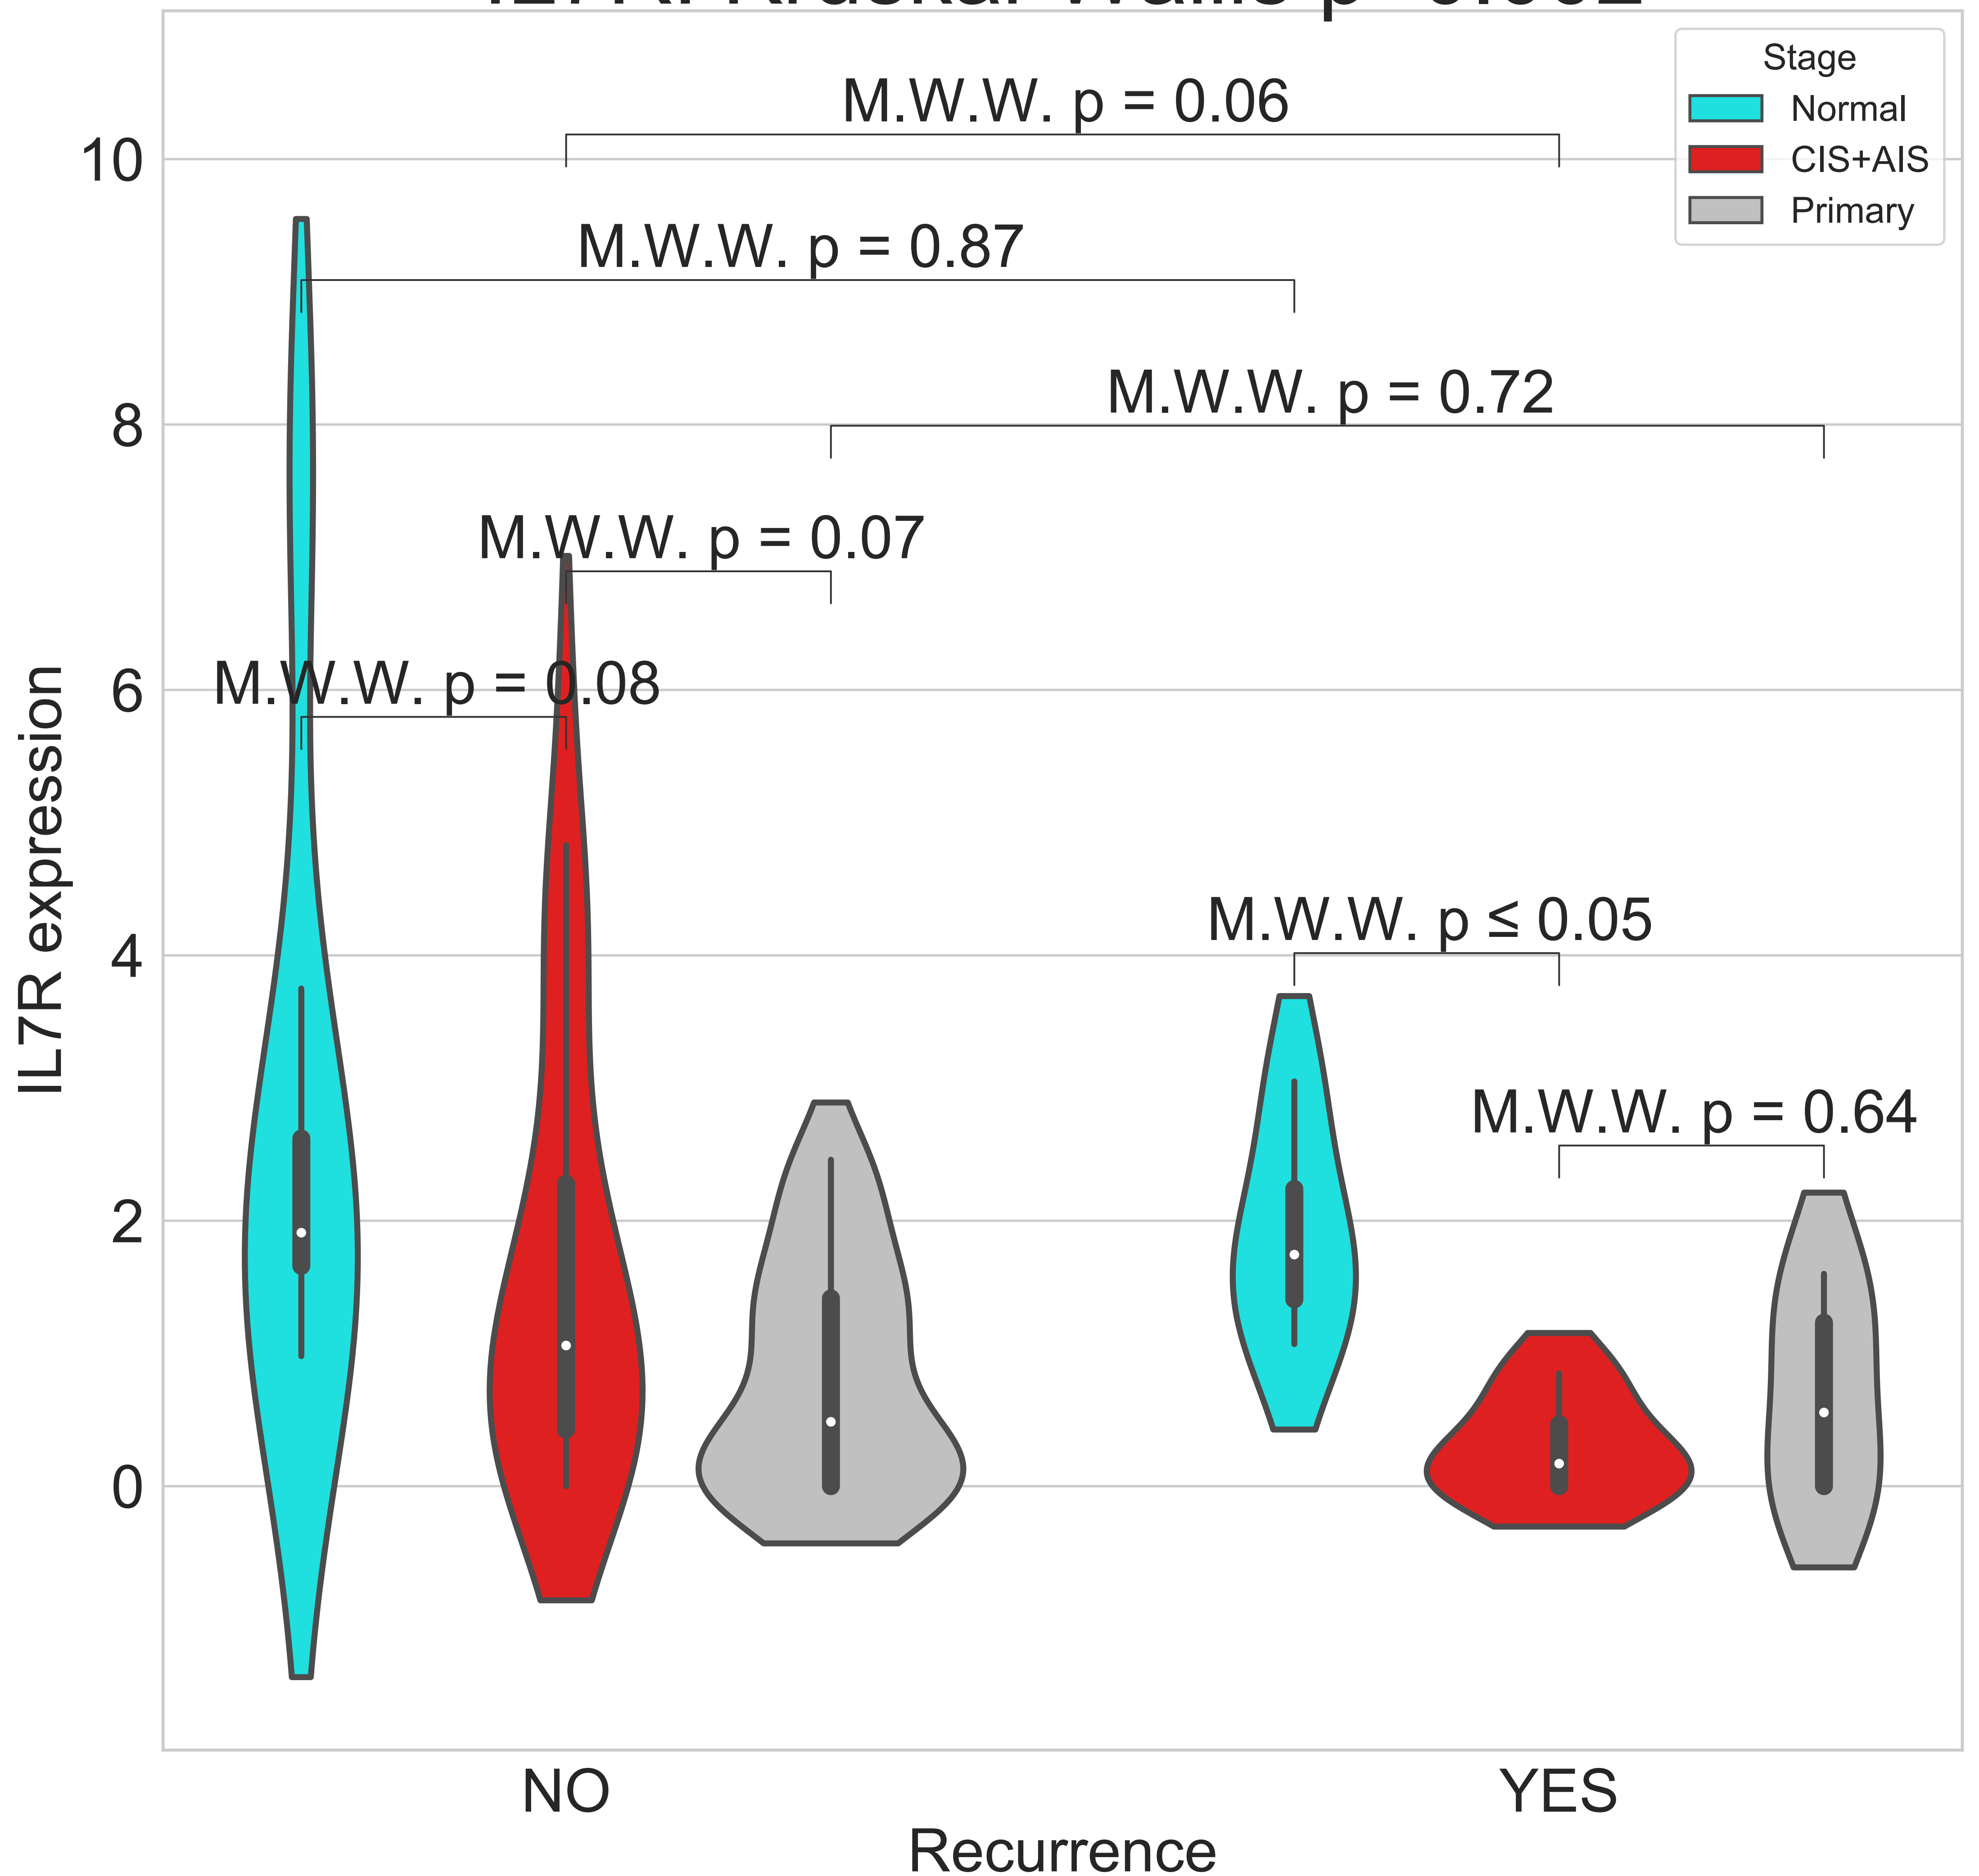 Stage
Normal
CIS+AIS
Primary
M.W.W. p = 0.06
M.W.W. p = 0.87
M.W.W. p = 0.72
M.W.W. p = 0.07
M.W.W. p = 0.08
M.W.W. p ≤ 0.05
M.W.W. p = 0.64
10
8
6
4
2
0
IL7R expression
NO
YES
Recurrence